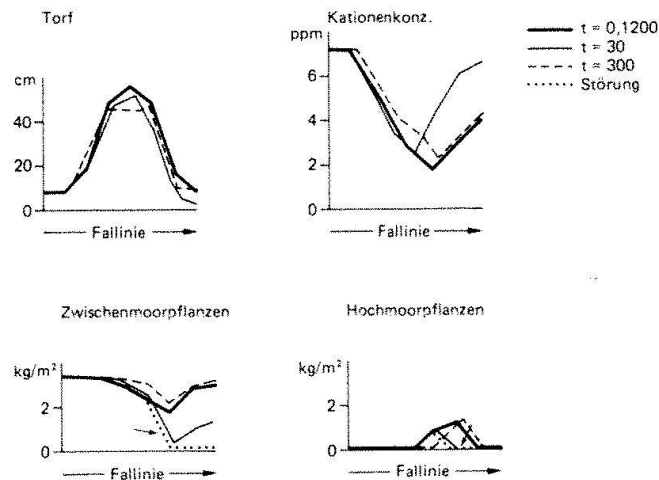 Torf
cm
40
20
0
Fallinie
Kationenkonz.
ppm
6
4
2
0
Fallinie
t = 0,1200
t = 30
t = 300
Störung
Zwischenmoorpflanzen
kg/m²
2
0
Fallinie
Hochmoorpflanzen
kg/m²
2
0
Fallinie